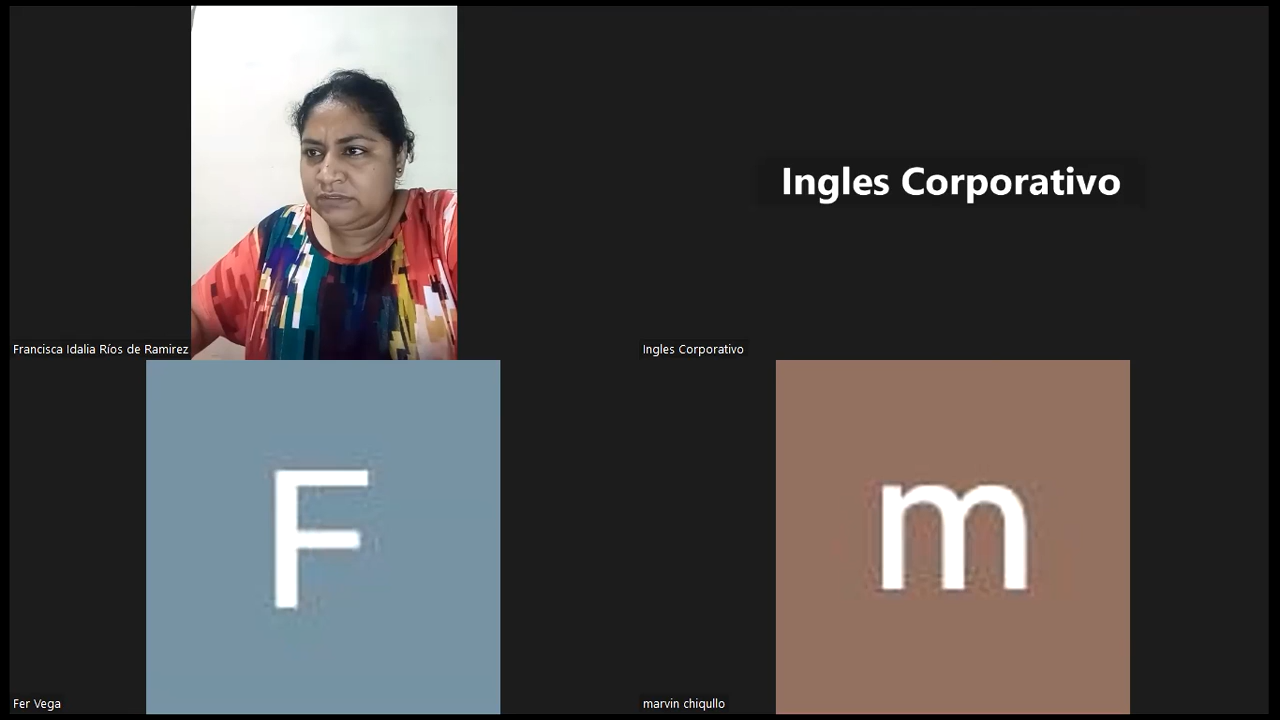 Ingles Corporativo
Francisca Idalia Ríos de Ramirez
Ingles Corporativo
F
m
Fer Vega
marvin chiqullo